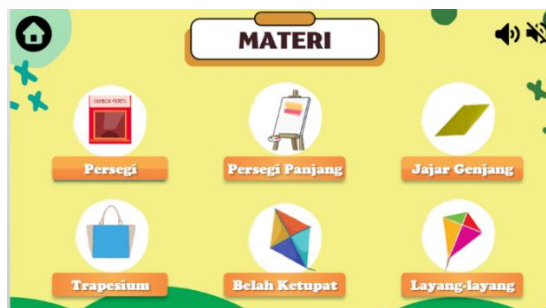 MATERI
Persegi
Persegi Panjang
Jajar Genjang
Trapesium
Belah Ketupat
Layang-layang